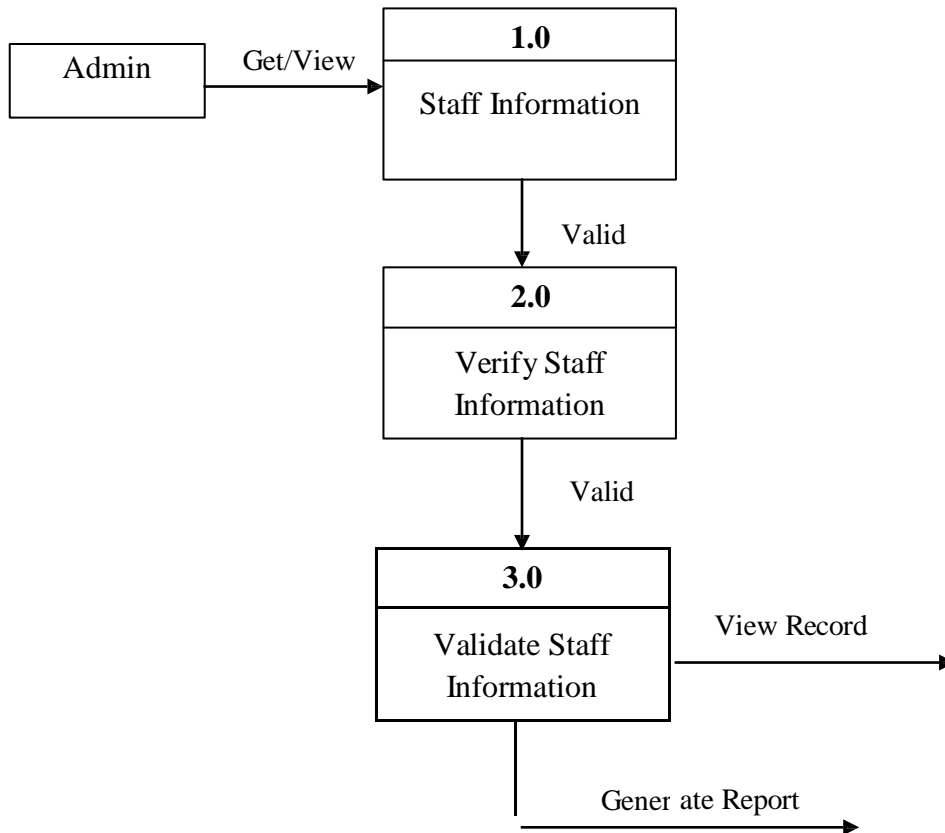 1.0
Admin
Get/View
Staff Information
Valid
2.0
Verify Staff
Information
Valid
3.0
Validate Staff
Information
View Record
Gener ate Report